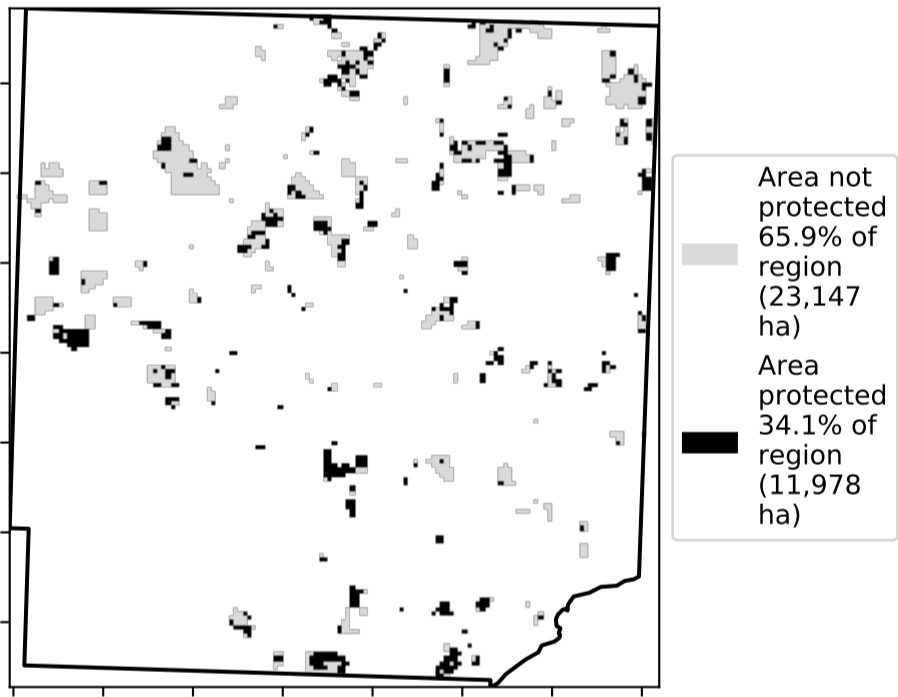 Area not
protected
65.9% of
region
(23,147
ha)
Area
protected
34.1% of
region
(11,978
ha)